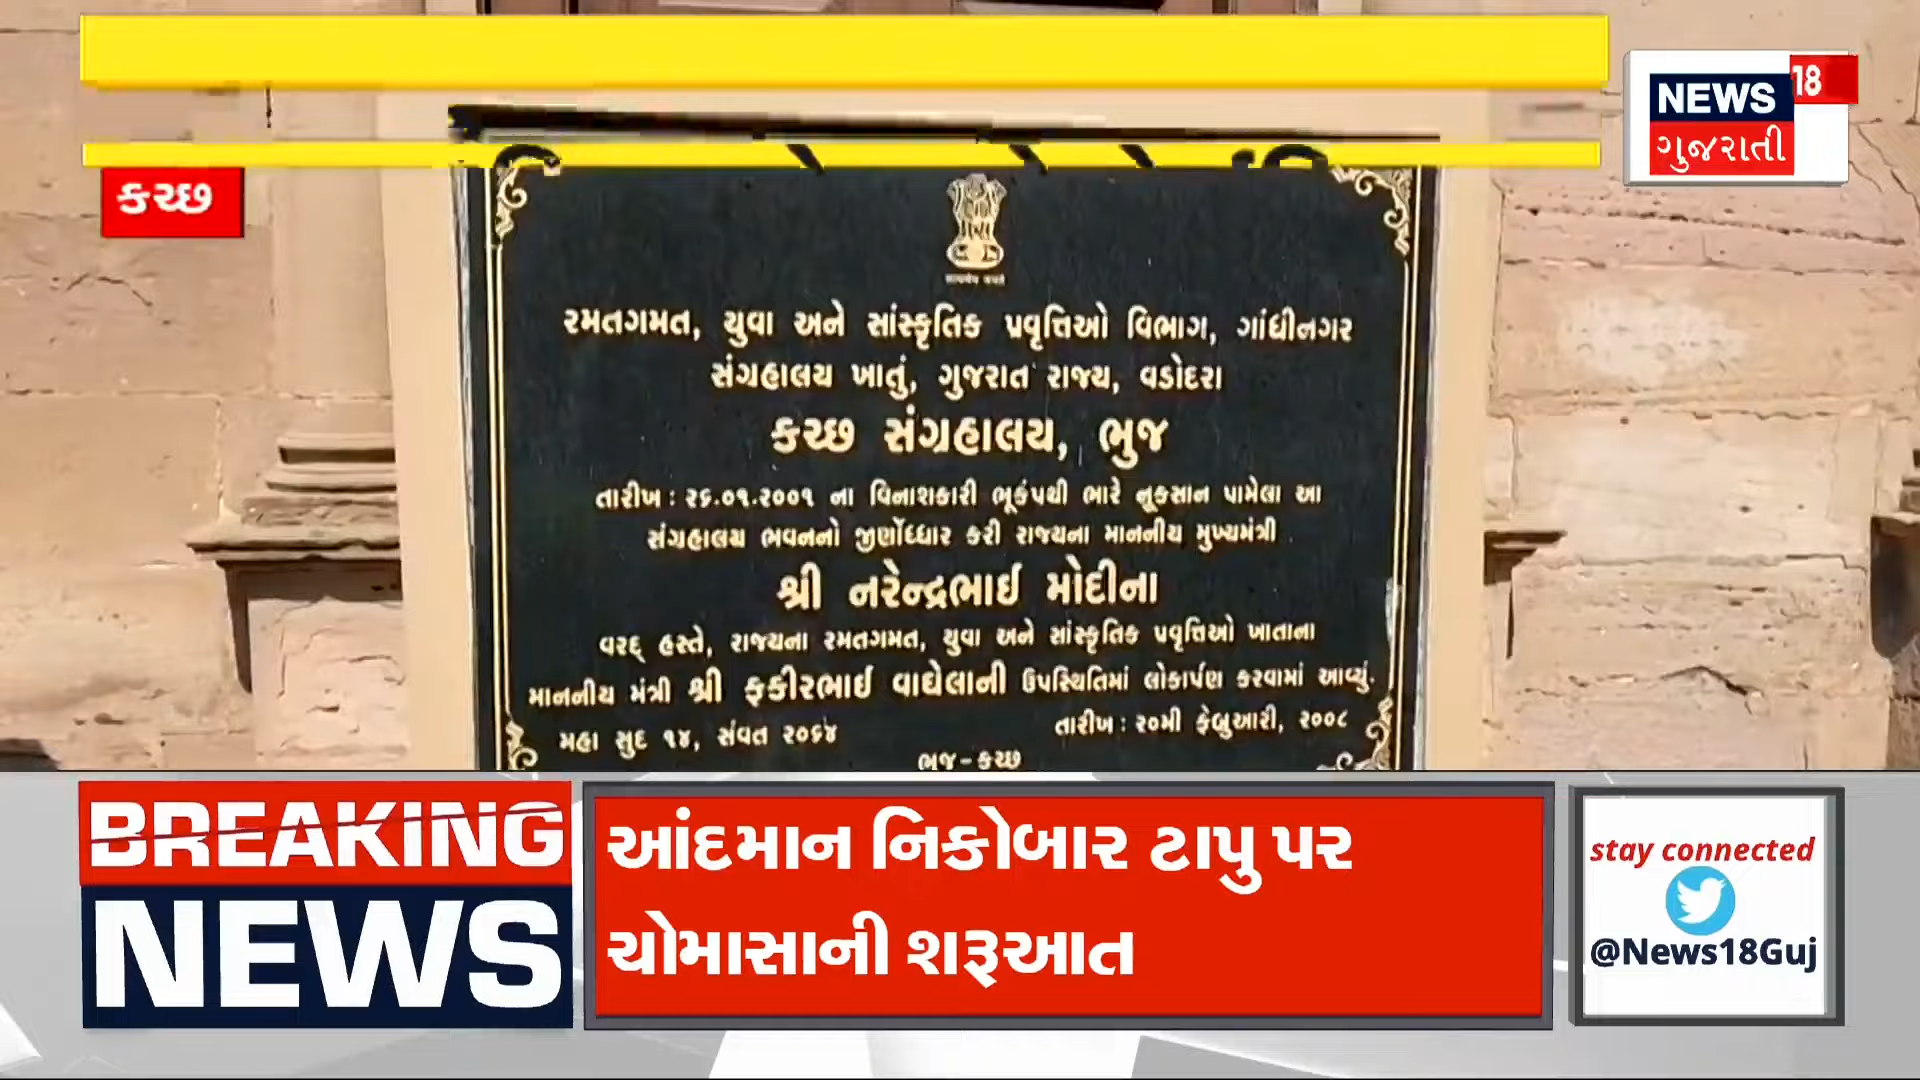 NEWS 18
ગુજરાતી
કચ્છ
રમતગમત, યુવા અને સાંસ્કૃતિક પ્રવૃત્તિઓ વિભાગ, ગાંધીનગર
સંગ્રહાલય ખાતું, ગુજરાત રાજ્ય, વડોદરા
કચ્છ સંગ્રહાલય, ભુજ
તારીખ : ૨૬.૦૧.૨૦૦૧ ના વિનાશકારી ભૂકંપથી ભારે નૂકસાન પામેલા આ
સંગ્રહાલય ભવનનો જીર્ણોધ્ધાર કરી રાજ્યના માનનીય મુખ્યમંત્રી
શ્રી નરેન્દ્રભાઈ મોદીના
વરદ્ હસ્તે, રાજ્યના રમતગમત, યુવા અને સાંસ્કૃતિક પ્રવૃત્તિઓ ખાતાના
માનનીય મંત્રી શ્રી ફકીરભાઈ વાઘેલાની ઉપસ્થિતિમાં લોકાર્પણ કરવામાં આવ્યું.
મહા સુદ ૧૪, સંવત ૨૦૬૪ તારીખ : ૨૦મી ફેબ્રુઆરી, ૨૦૦૮
ભુજ - કચ્છ
BREAKING
NEWS
આંદમાન નિકોબાર ટાપુ પર
ચોમાસાની શરૂઆત
stay connected
@News18Guj